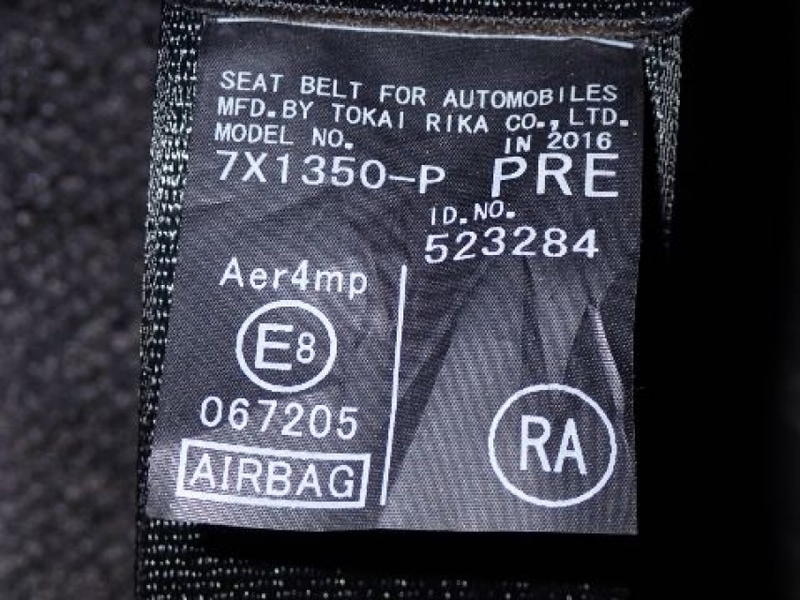 SEAT BELT FOR AUTOMOBILES
MFD.BY TOKAI RIKA CO.,LTD.
MODEL NO. IN 2016
7X1350-P PRE
ID.NO.
523284
Aer4mp
E8
067205
AIRBAG
RA